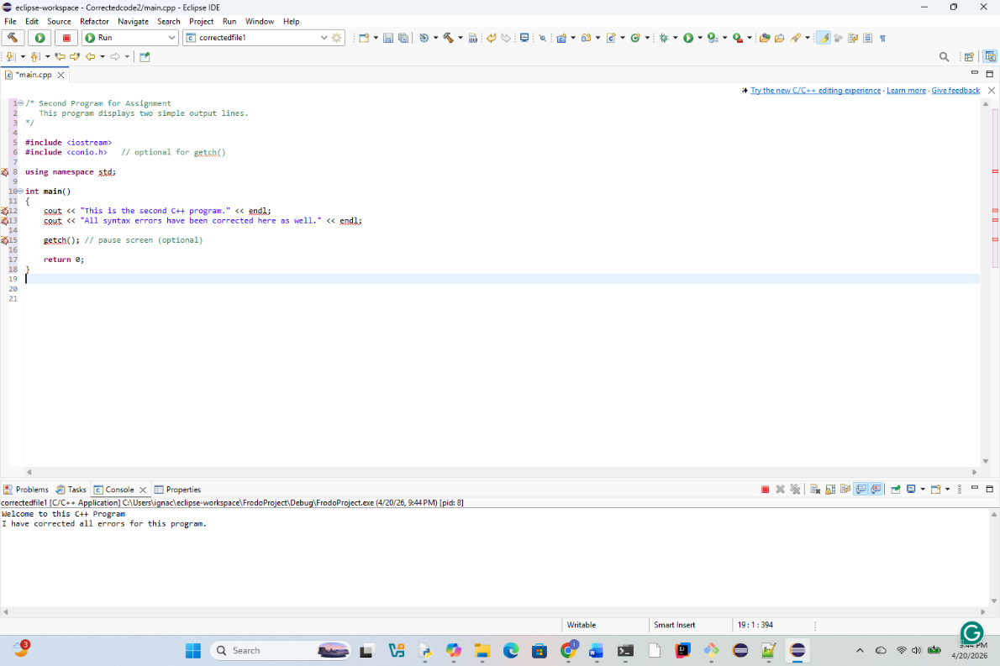 eclipse-workspace - Correctedcode2/main.cpp - Eclipse IDE
File Edit Source Refactor Navigate Search Project Run Window Help
Run correctedfile1
*main.cpp
Try the new C/C++ editing experience · Learn more · Give feedback
1 /* Second Program for Assignment
2 This program displays two simple output lines.
3 */
4
5 #include <iostream>
6 #include <conio.h> // optional for getch()
7
8 using namespace std;
9
10 int main()
11 {
12 cout << "This is the second C++ program." << endl;
13 cout << "All syntax errors have been corrected here as well." << endl;
14
15 getch(); // pause screen (optional)
16
17 return 0;
18 }
19
20
21
Problems Tasks Console Properties
correctedfile1 [C/C++ Application] C:\Users\ignac\eclipse-workspace\FrodoProject\Debug\FrodoProject.exe (4/20/26, 9:44 PM) [pid: 8]
Welcome to this C++ Program
I have corrected all errors for this program.
Writable Smart Insert 19 : 1 : 394
3 Search
4/20/2026